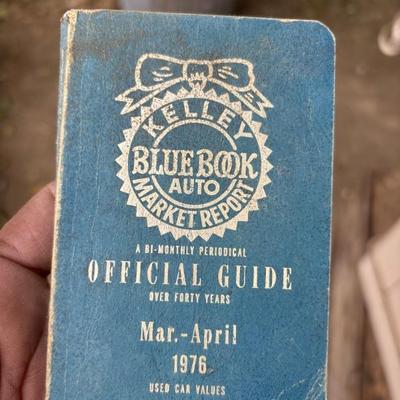 KELLEY
BLUE BOOK
AUTO
MARKET REPORT
A BI-MONTHLY PERIODICAL
OFFICIAL GUIDE
OVER FORTY YEARS
Mar.-April
1976
USED CAR VALUES